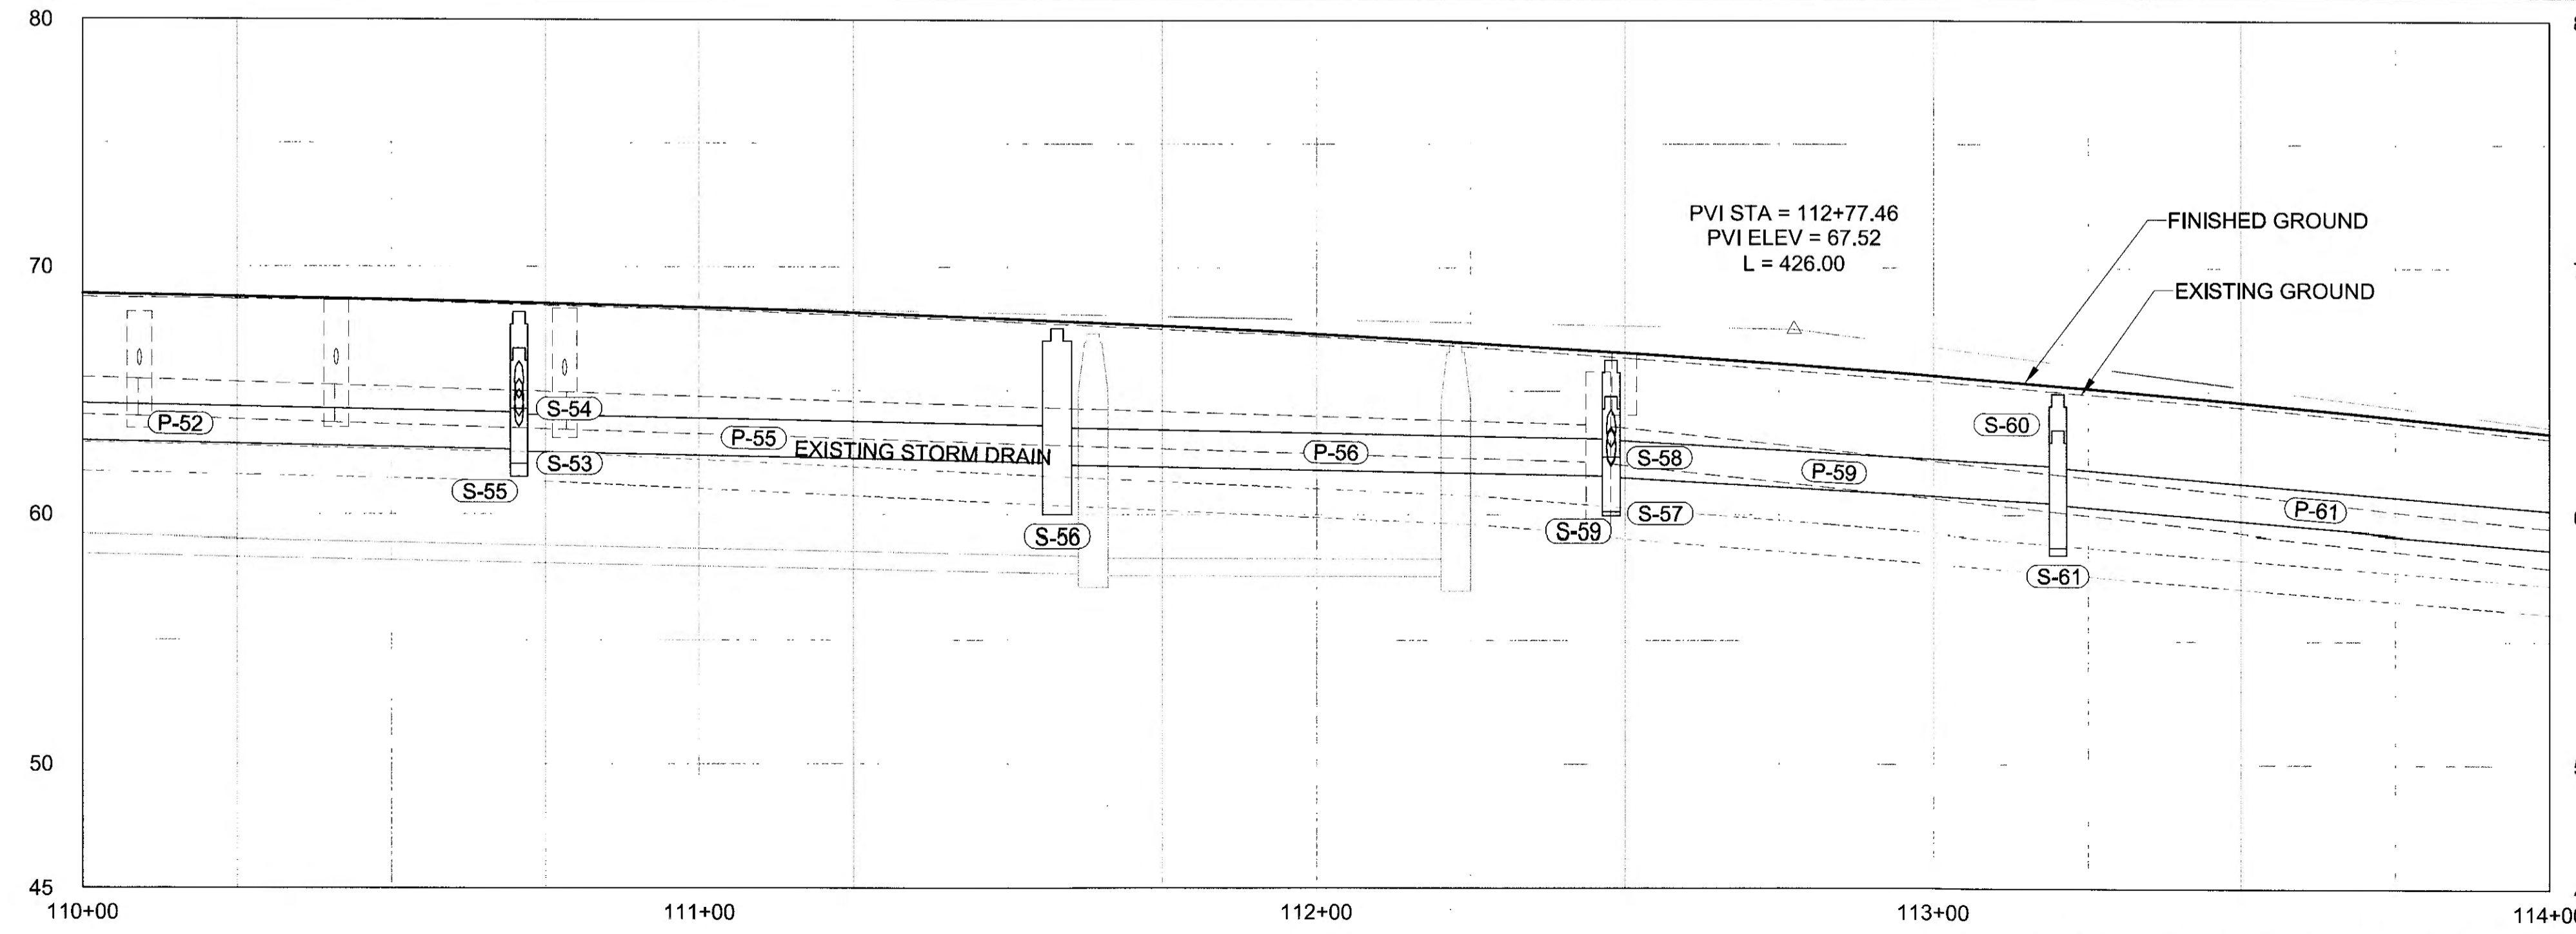 80
PVI STA = 112+77.46
PVI ELEV = 67.52
L = 426.00
FINISHED GROUND
EXISTING GROUND
70
S-54
P-52
P-55
EXISTING STORM DRAIN
S-53
S-55
P-56
S-58
P-59
S-60
60
S-56
S-59
S-57
P-61
S-61
50
45
110+00
111+00
112+00
113+00